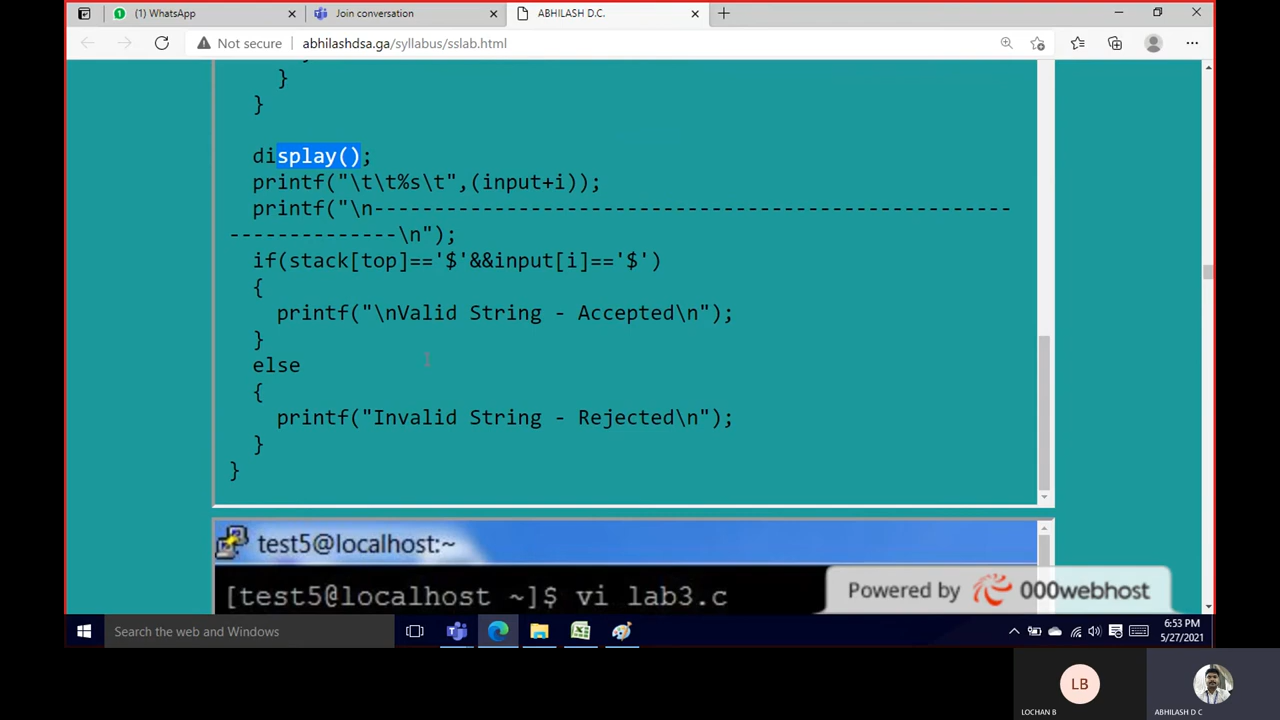 (1) WhatsApp
Join conversation
ABHILASH D.C.
Not secure
abhilashdsa.ga/syllabus/sslab.html
}
}
display();
printf("\t\t%s\t",(input+i));
printf("\n-----------------------------------------------------
--------------\n");
if(stack[top]=='$'&&input[i]=='$')
{
printf("\nValid String - Accepted\n");
}
else
{
printf("Invalid String - Rejected\n");
}
}
test5@localhost:~
[test5@localhost ~]$ vi lab3.c
Powered by 000webhost
Search the web and Windows
6:53 PM
5/27/2021
LB
LOCHAN B
ABHILASH D C